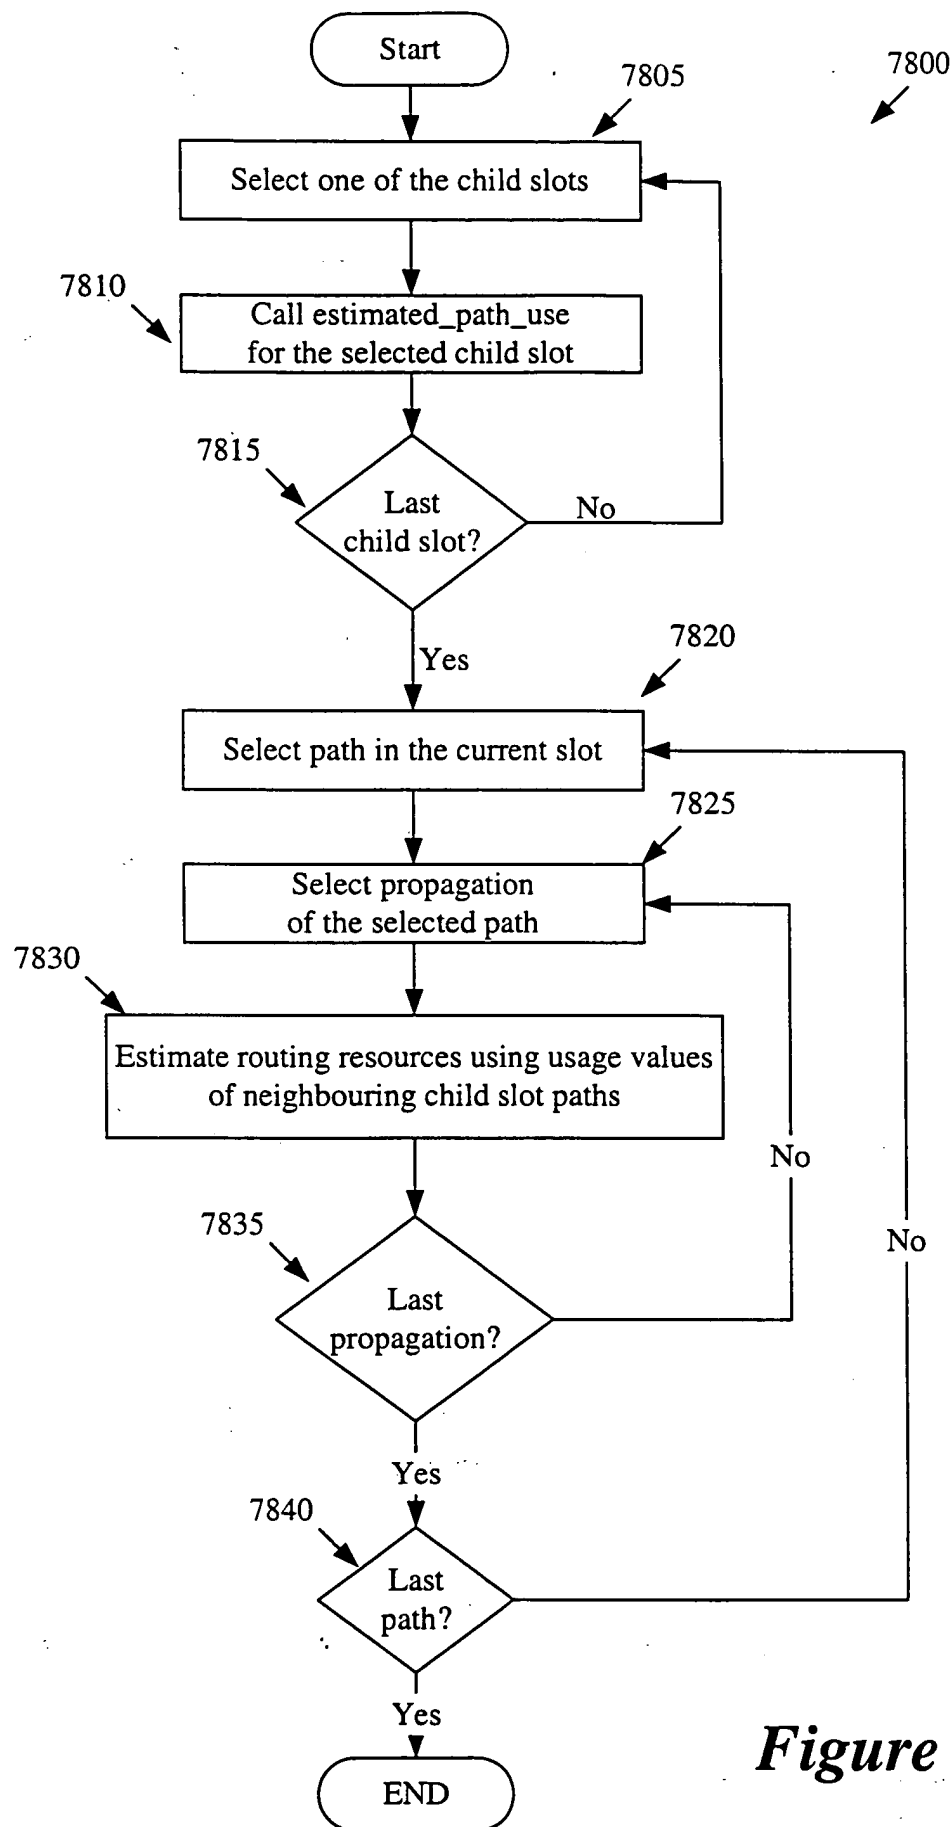 Start
7805
7800
Select one of the child slots
7810
Call estimated_path_use
for the selected child slot
7815
Last
child slot?
No
Yes
7820
Select path in the current slot
7825
Select propagation
of the selected path
7830
Estimate routing resources using usage values
of neighbouring child slot paths
No
7835
No
Last
propagation?
Yes
7840
Last
path?
Yes
Figure
END